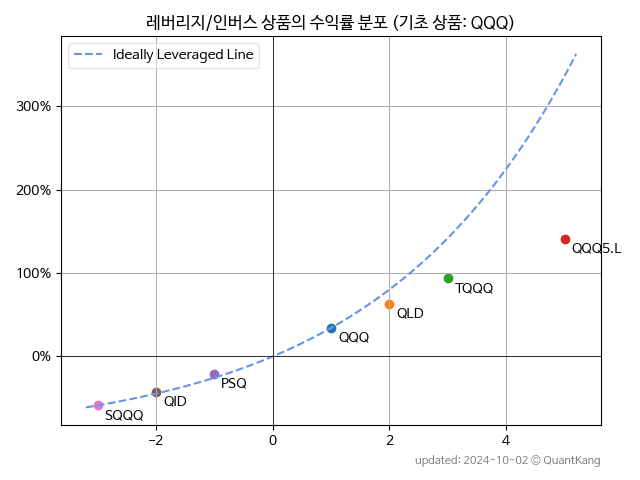 레버리지/인버스 상품의 수익률 분포 (기초 상품: QQQ)
Ideally Leveraged Line
300%
200%
100%
0%
QQQ5.L
TQQQ
QLD
QQQ
PSQ
QID
SQQQ
−2 0 2 4
updated: 2024-10-02 © QuantKang